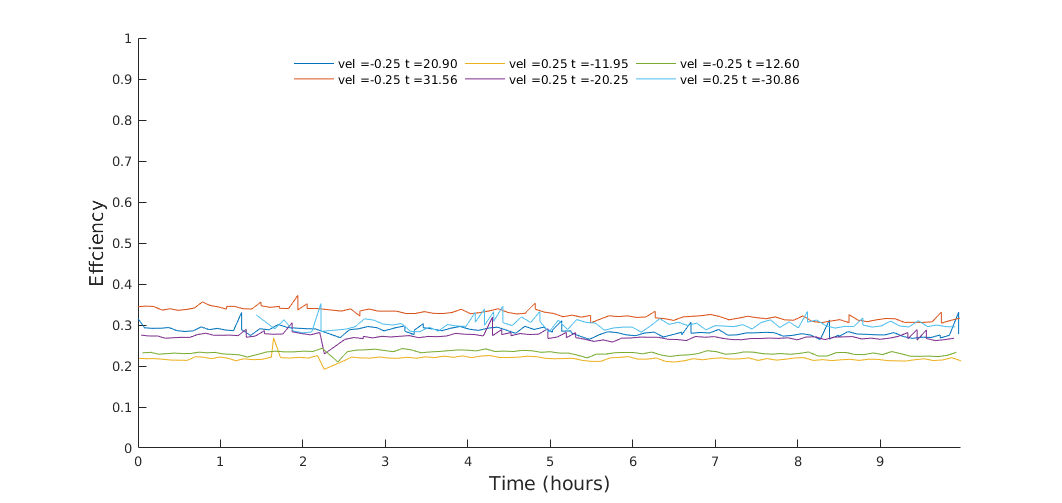 1
0.9
0.8
0.7
0.6
0.5
0.4
0.3
0.2
0.1
0
Effciency
vel =-0.25 t =20.90 vel =0.25 t =-11.95 vel =-0.25 t =12.60
vel =-0.25 t =31.56 vel =0.25 t =-20.25 vel =0.25 t =-30.86
0 1 2 3 4 5 6 7 8 9
Time (hours)